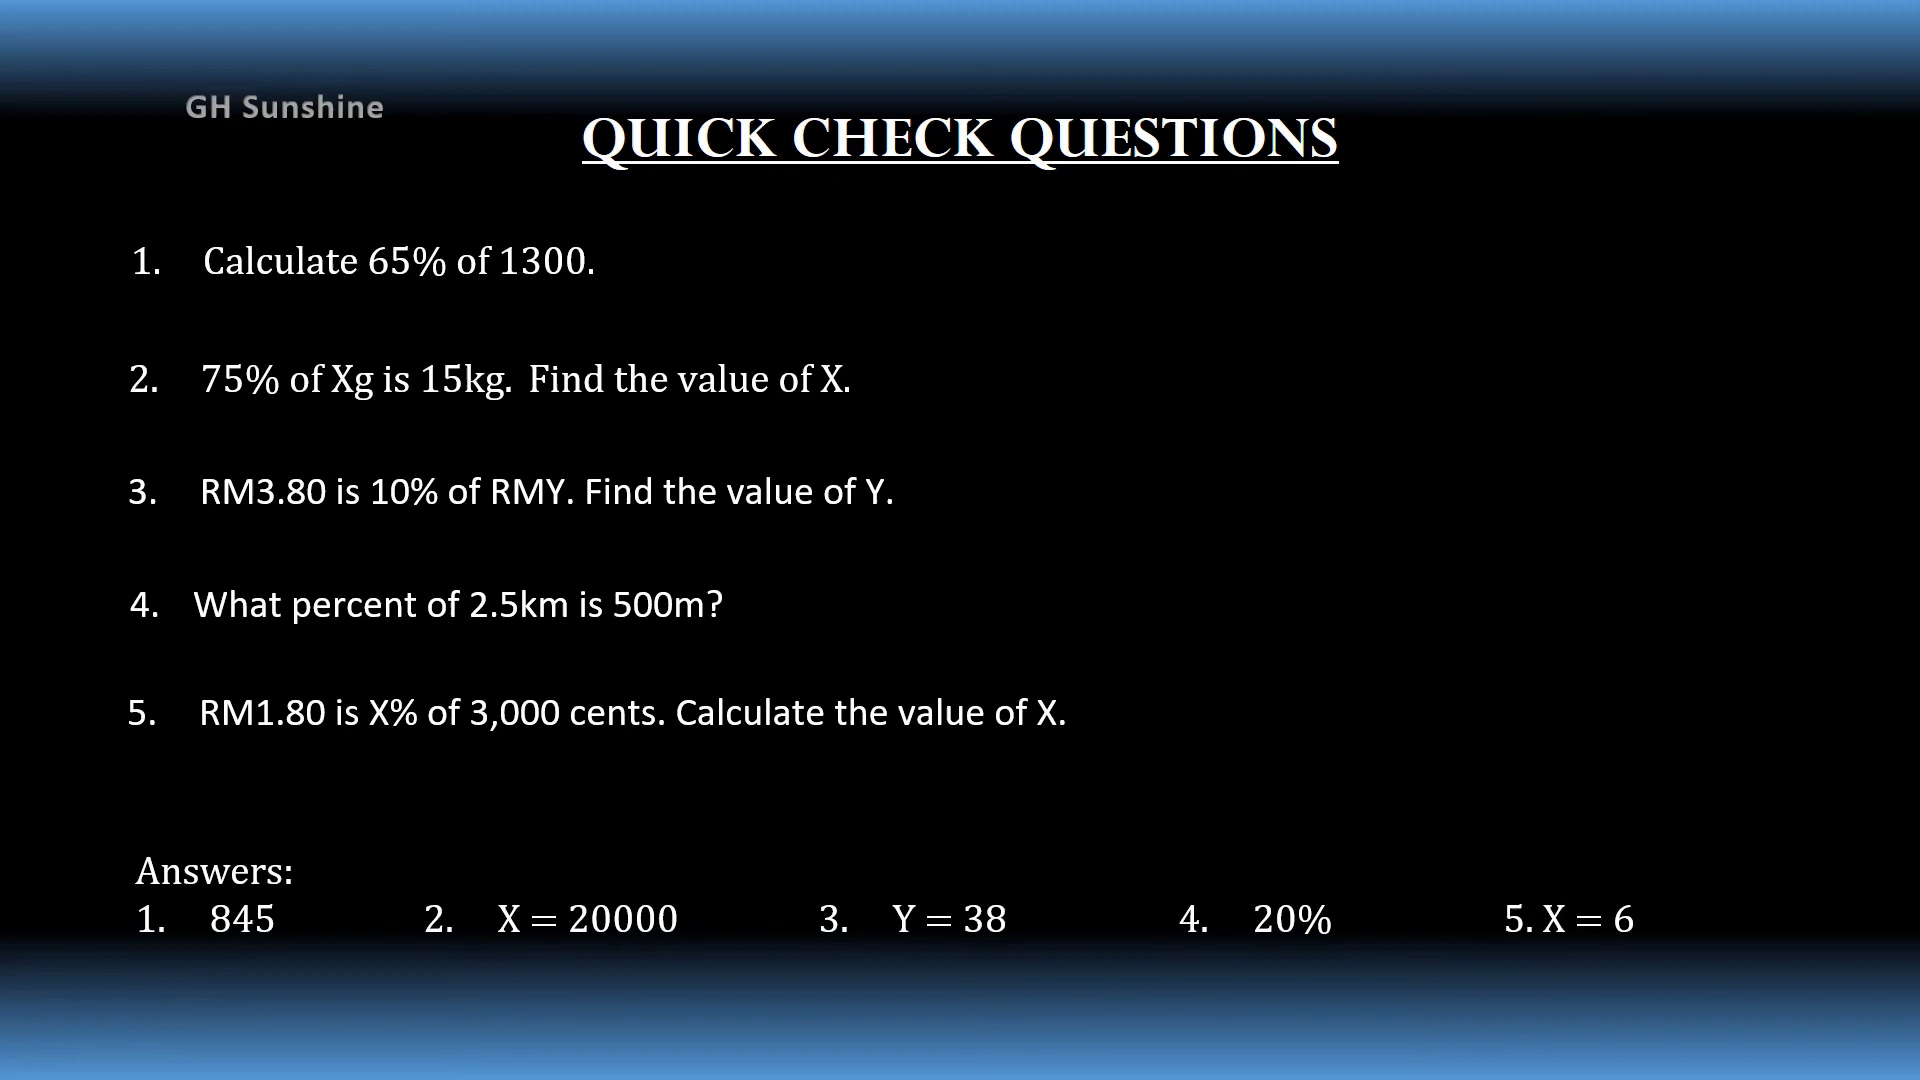 GH Sunshine
QUICK CHECK QUESTIONS
1. Calculate 65% of 1300.
2. 75% of Xg is 15kg. Find the value of X.
3. RM3.80 is 10% of RMY. Find the value of Y.
4. What percent of 2.5km is 500m?
5. RM1.80 is X% of 3,000 cents. Calculate the value of X.
Answers:
1. 845 2. X = 20000 3. Y = 38 4. 20% 5. X = 6